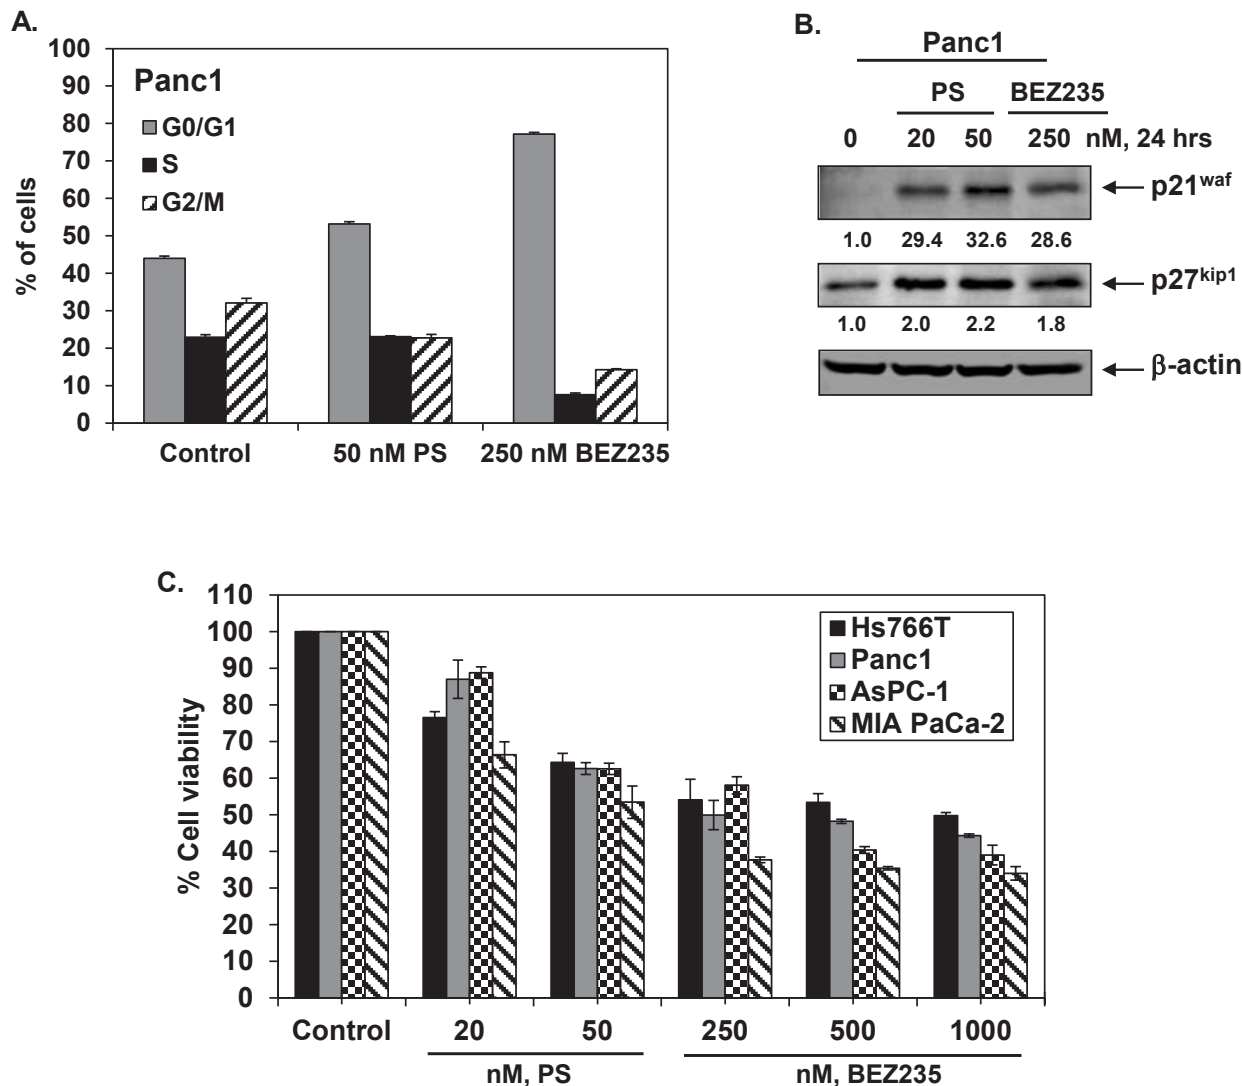 A.
100
90
80
70
60
50
40
30
20
10
0
% of cells
Panc1
G0/G1
S
G2/M
Control
50 nM PS
250 nM BEZ235
B.
Panc1
PS BEZ235
0 20 50 250 nM, 24 hrs
p21waf
1.0 29.4 32.6 28.6
p27kip1
1.0 2.0 2.2 1.8
β-actin
C.
110
100
90
80
70
60
50
40
30
20
10
0
% Cell viability
Hs766T
Panc1
AsPC-1
MIA PaCa-2
Control 20 50 250 500 1000
nM, PS nM, BEZ235